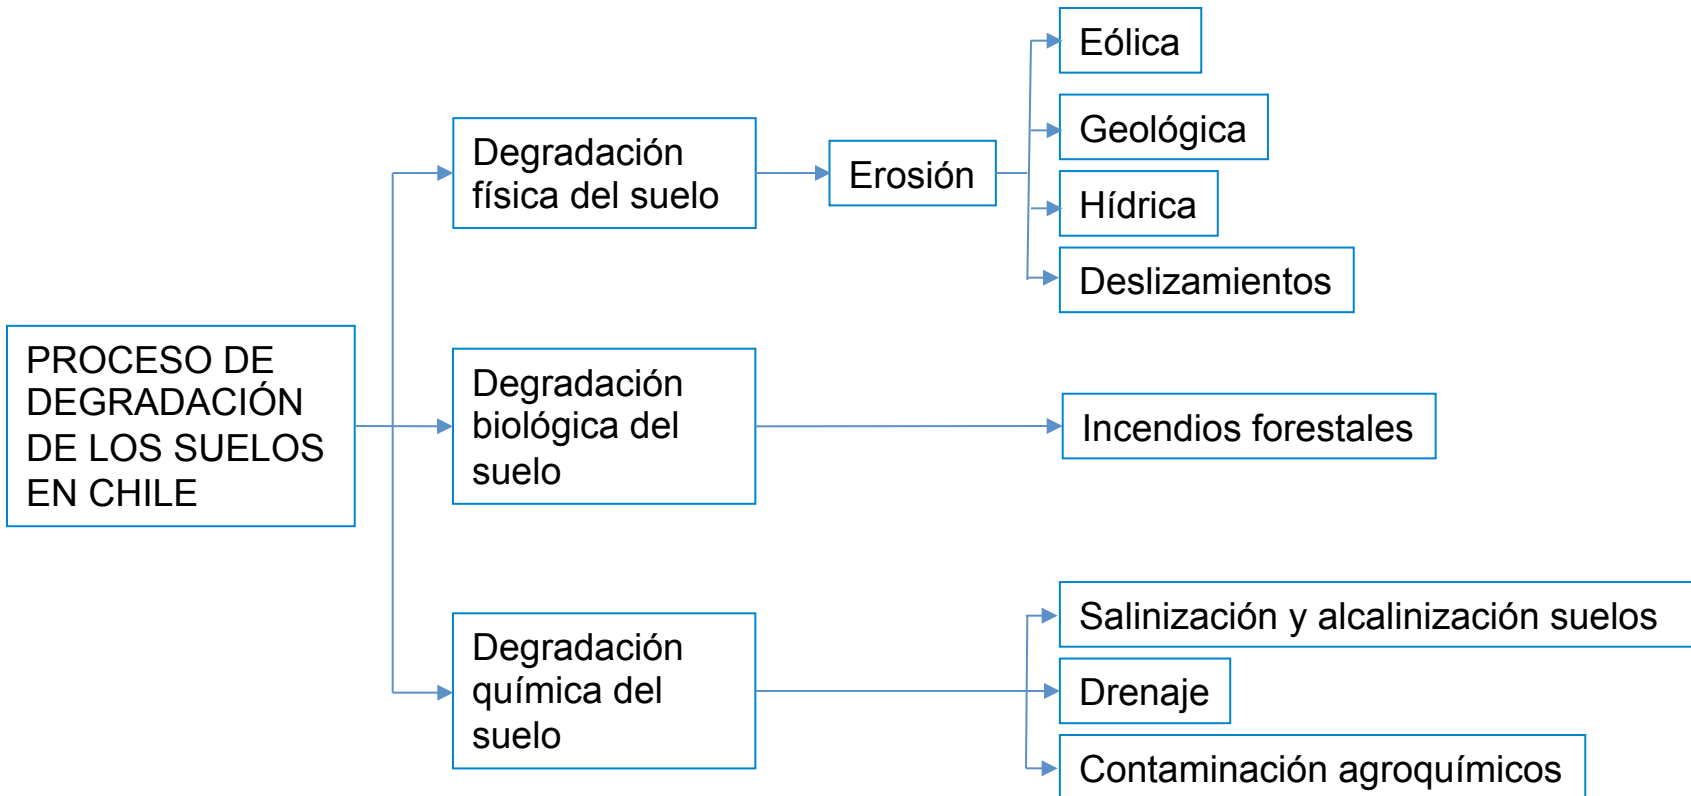 PROCESO DE
DEGRADACIÓN
DE LOS SUELOS
EN CHILE
Degradación
física del suelo
Erosión
Eólica
Geológica
Hídrica
Deslizamientos
Degradación
biológica del
suelo
Incendios forestales
Degradación
química del
suelo
Salinización y alcalinización suelos
Drenaje
Contaminación agroquímicos